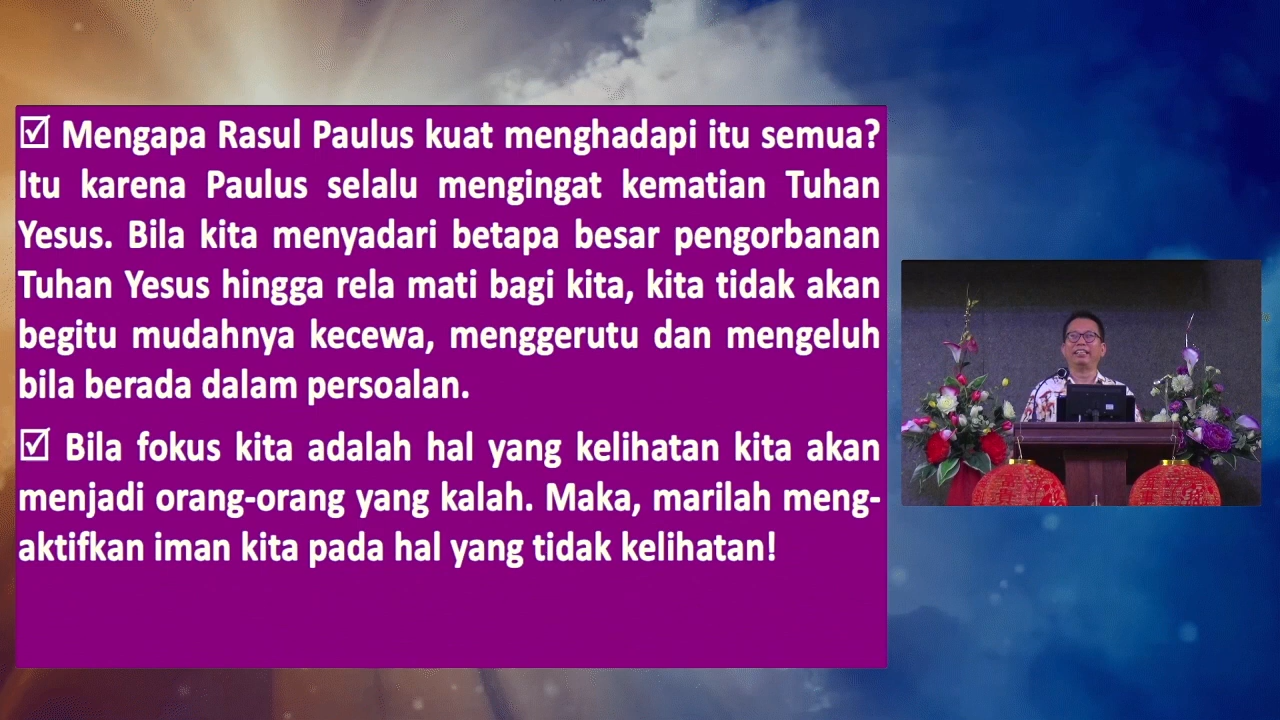 ☑ Mengapa Rasul Paulus kuat menghadapi itu semua?
Itu karena Paulus selalu mengingat kematian Tuhan
Yesus. Bila kita menyadari betapa besar pengorbanan
Tuhan Yesus hingga rela mati bagi kita, kita tidak akan
begitu mudahnya kecewa, menggerutu dan mengeluh
bila berada dalam persoalan.
☑ Bila fokus kita adalah hal yang kelihatan kita akan
menjadi orang-orang yang kalah. Maka, marilah meng-
aktifkan iman kita pada hal yang tidak kelihatan!